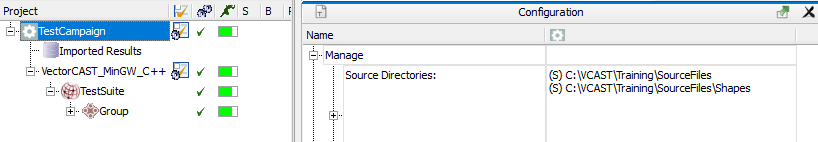 Project S B F
TestCampaign
Imported Results
VectorCAST_MinGW_C++
TestSuite
Group
Configuration
Name
Manage
Source Directories: (S) C:\VCAST\Training\SourceFiles
(S) C:\VCAST\Training\SourceFiles\Shapes